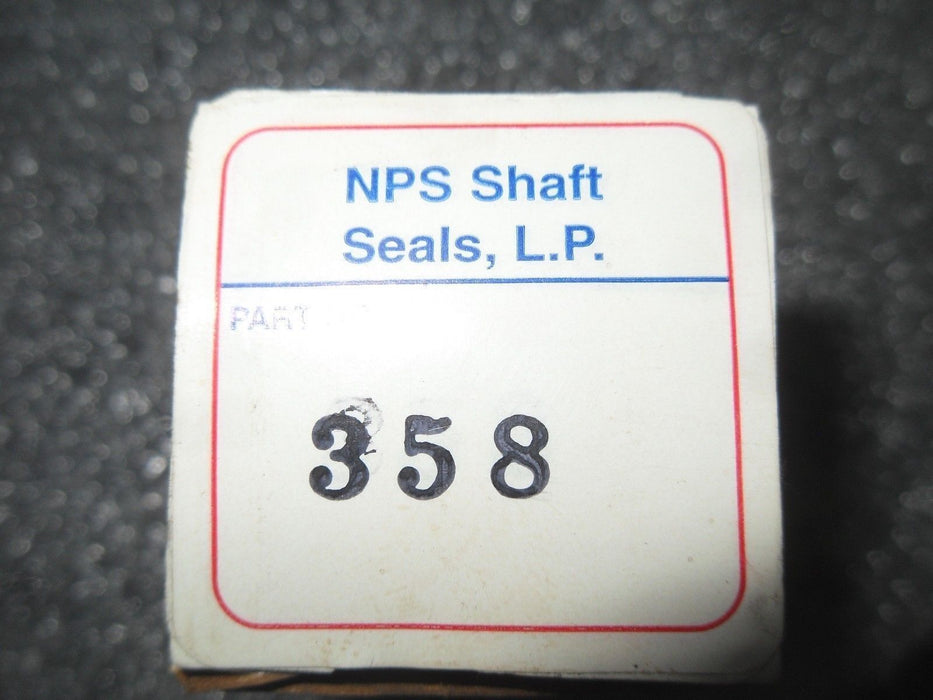 NPS Shaft
Seals, L.P.
PART
358